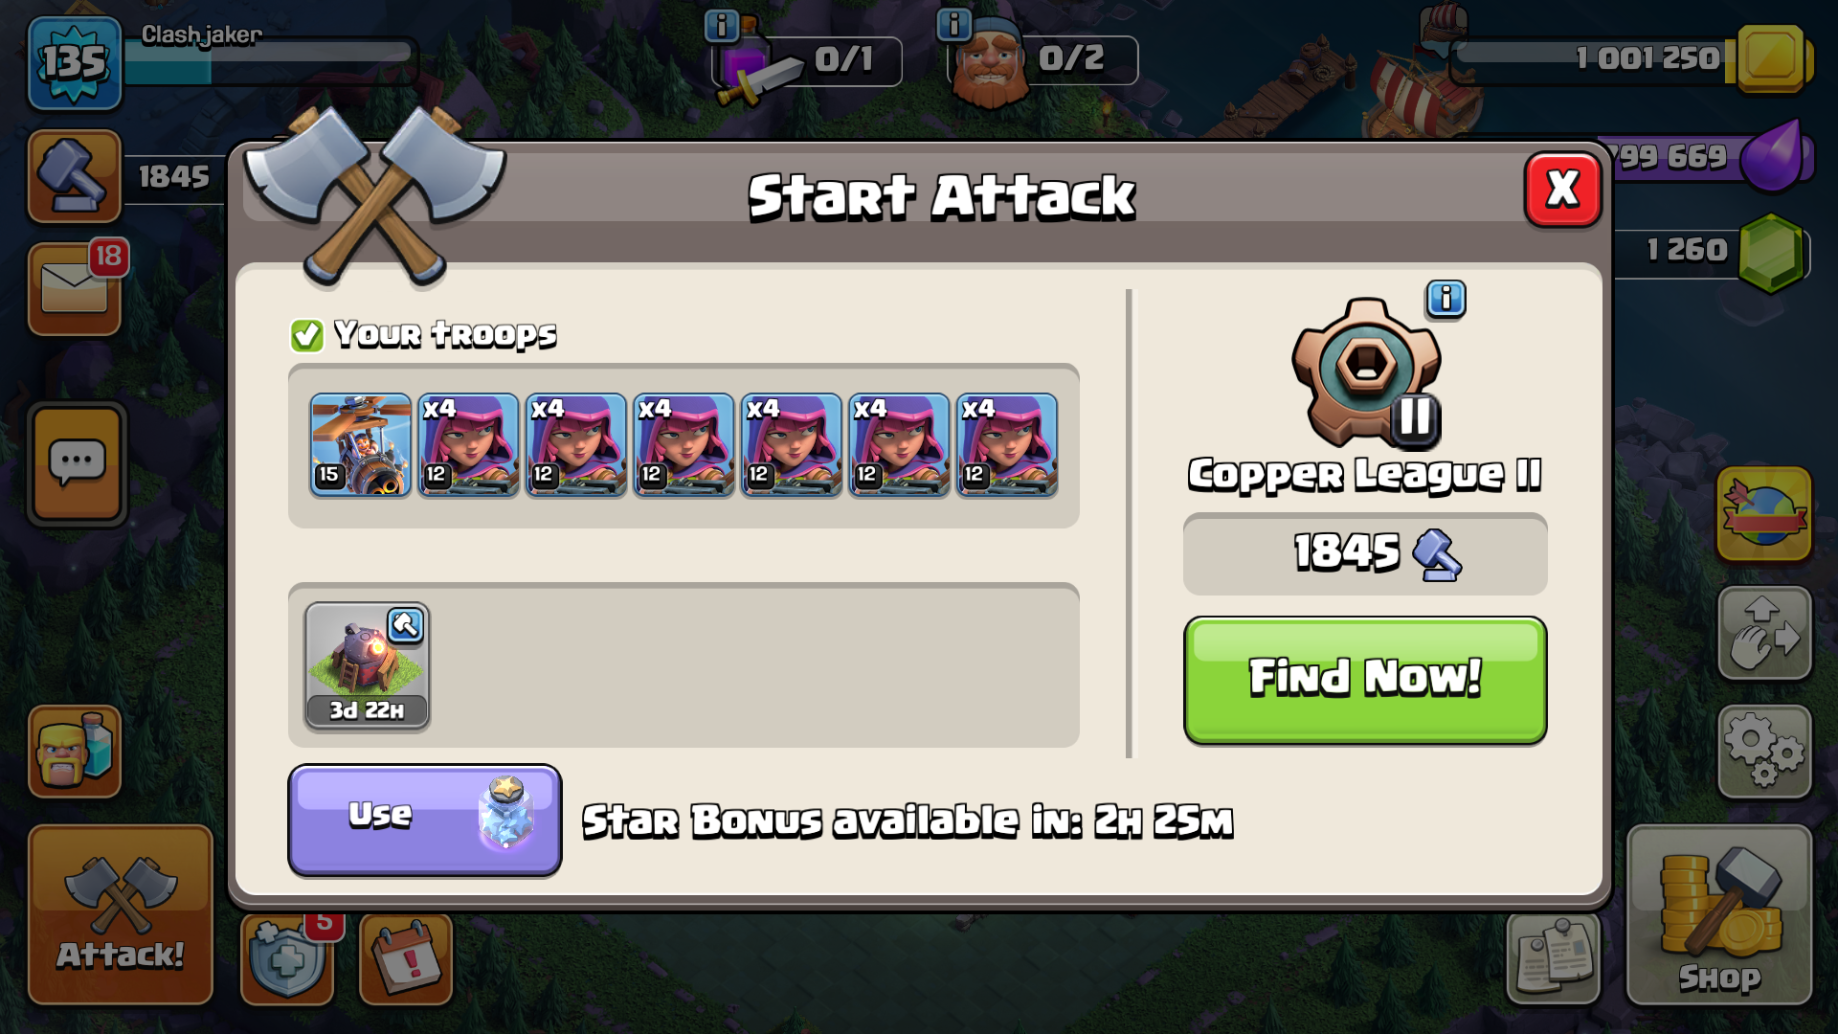 135
Clashjaker
0/1
0/2
1 001 250
1845
799 669
1 260
18
Start Attack
X
Your troops
15
x4
12
x4
12
x4
12
x4
12
x4
12
x4
12
Copper League II
1845
Find Now!
3d 22h
Use
Star Bonus available in: 2h 25m
Attack!
5
Shop